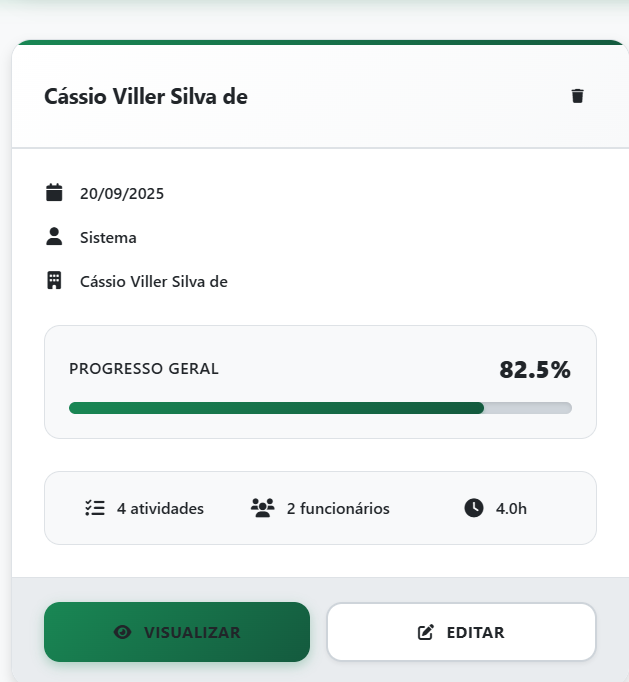 Cássio Viller Silva de
20/09/2025
Sistema
Cássio Viller Silva de
PROGRESSO GERAL 82.5%
4 atividades 2 funcionários 4.0h
VISUALIZAR EDITAR